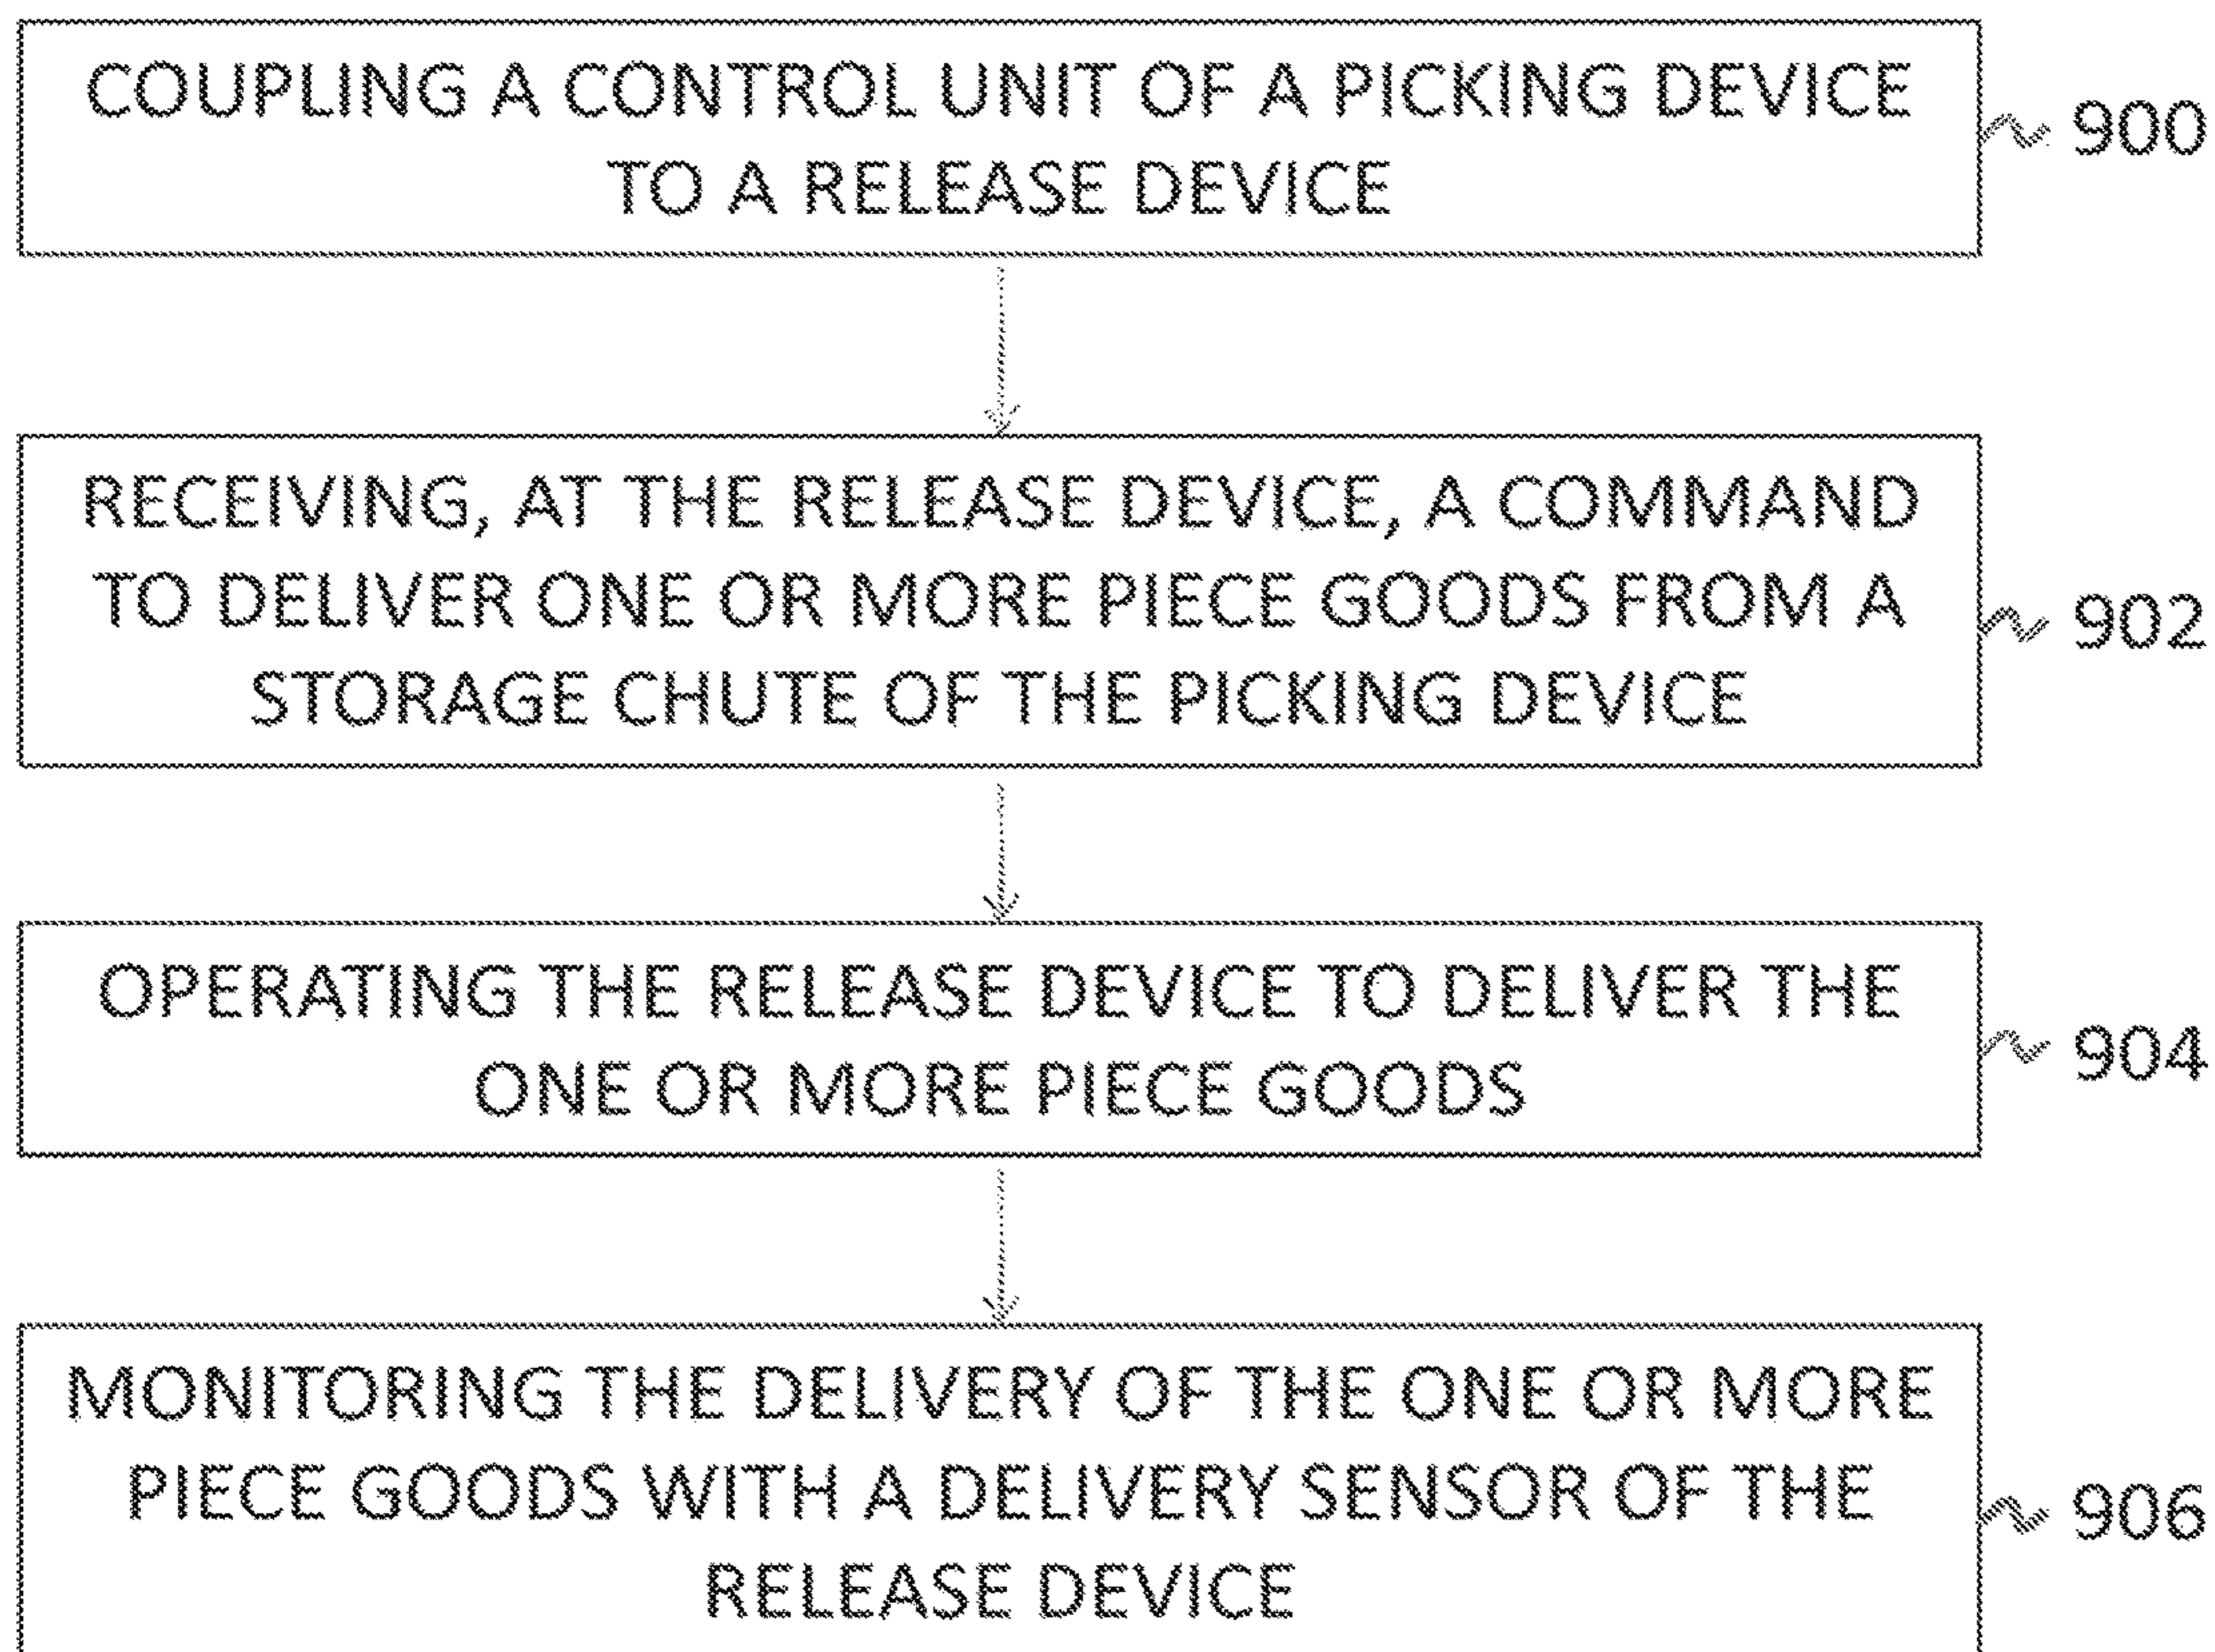 COUPLING A CONTROL UNIT OF A PICKING DEVICE
TO A RELEASE DEVICE
900
RECEIVING, AT THE RELEASE DEVICE, A COMMAND
TO DELIVER ONE OR MORE PIECE GOODS FROM A
STORAGE CHUTE OF THE PICKING DEVICE
902
OPERATING THE RELEASE DEVICE TO DELIVER THE
ONE OR MORE PIECE GOODS
904
MONITORING THE DELIVERY OF THE ONE OR MORE
PIECE GOODS WITH A DELIVERY SENSOR OF THE
RELEASE DEVICE
906